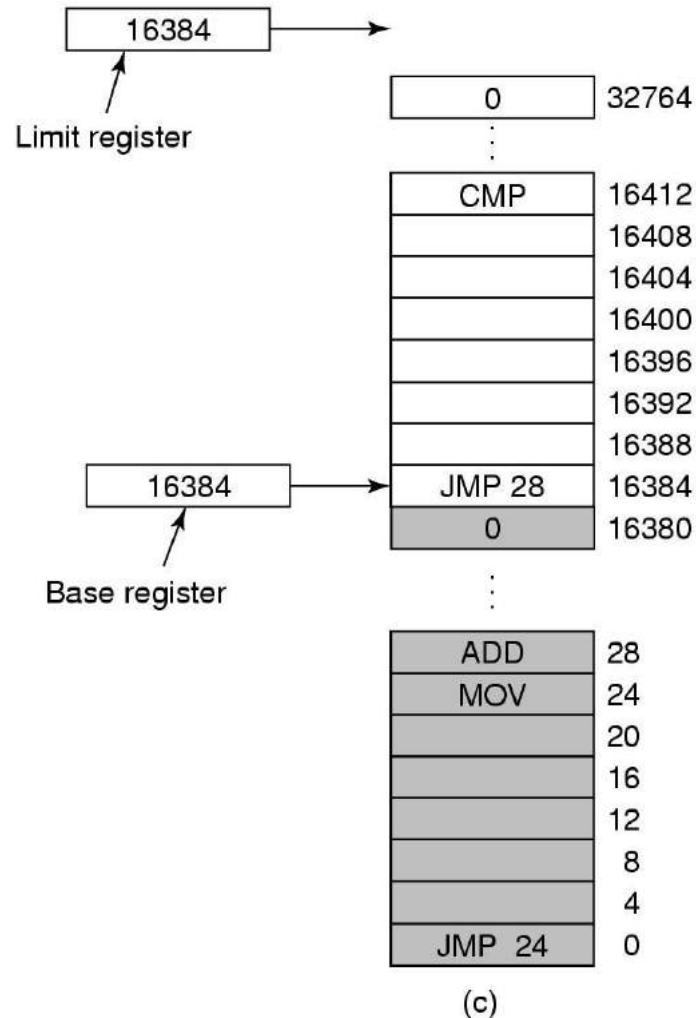 16384
Limit register
0 32764
CMP 16412
16408
16404
16400
16396
16392
16388
16384
JMP 28 16384
0 16380
Base register
ADD 28
MOV 24
20
16
12
8
4
JMP 24 0
(c)